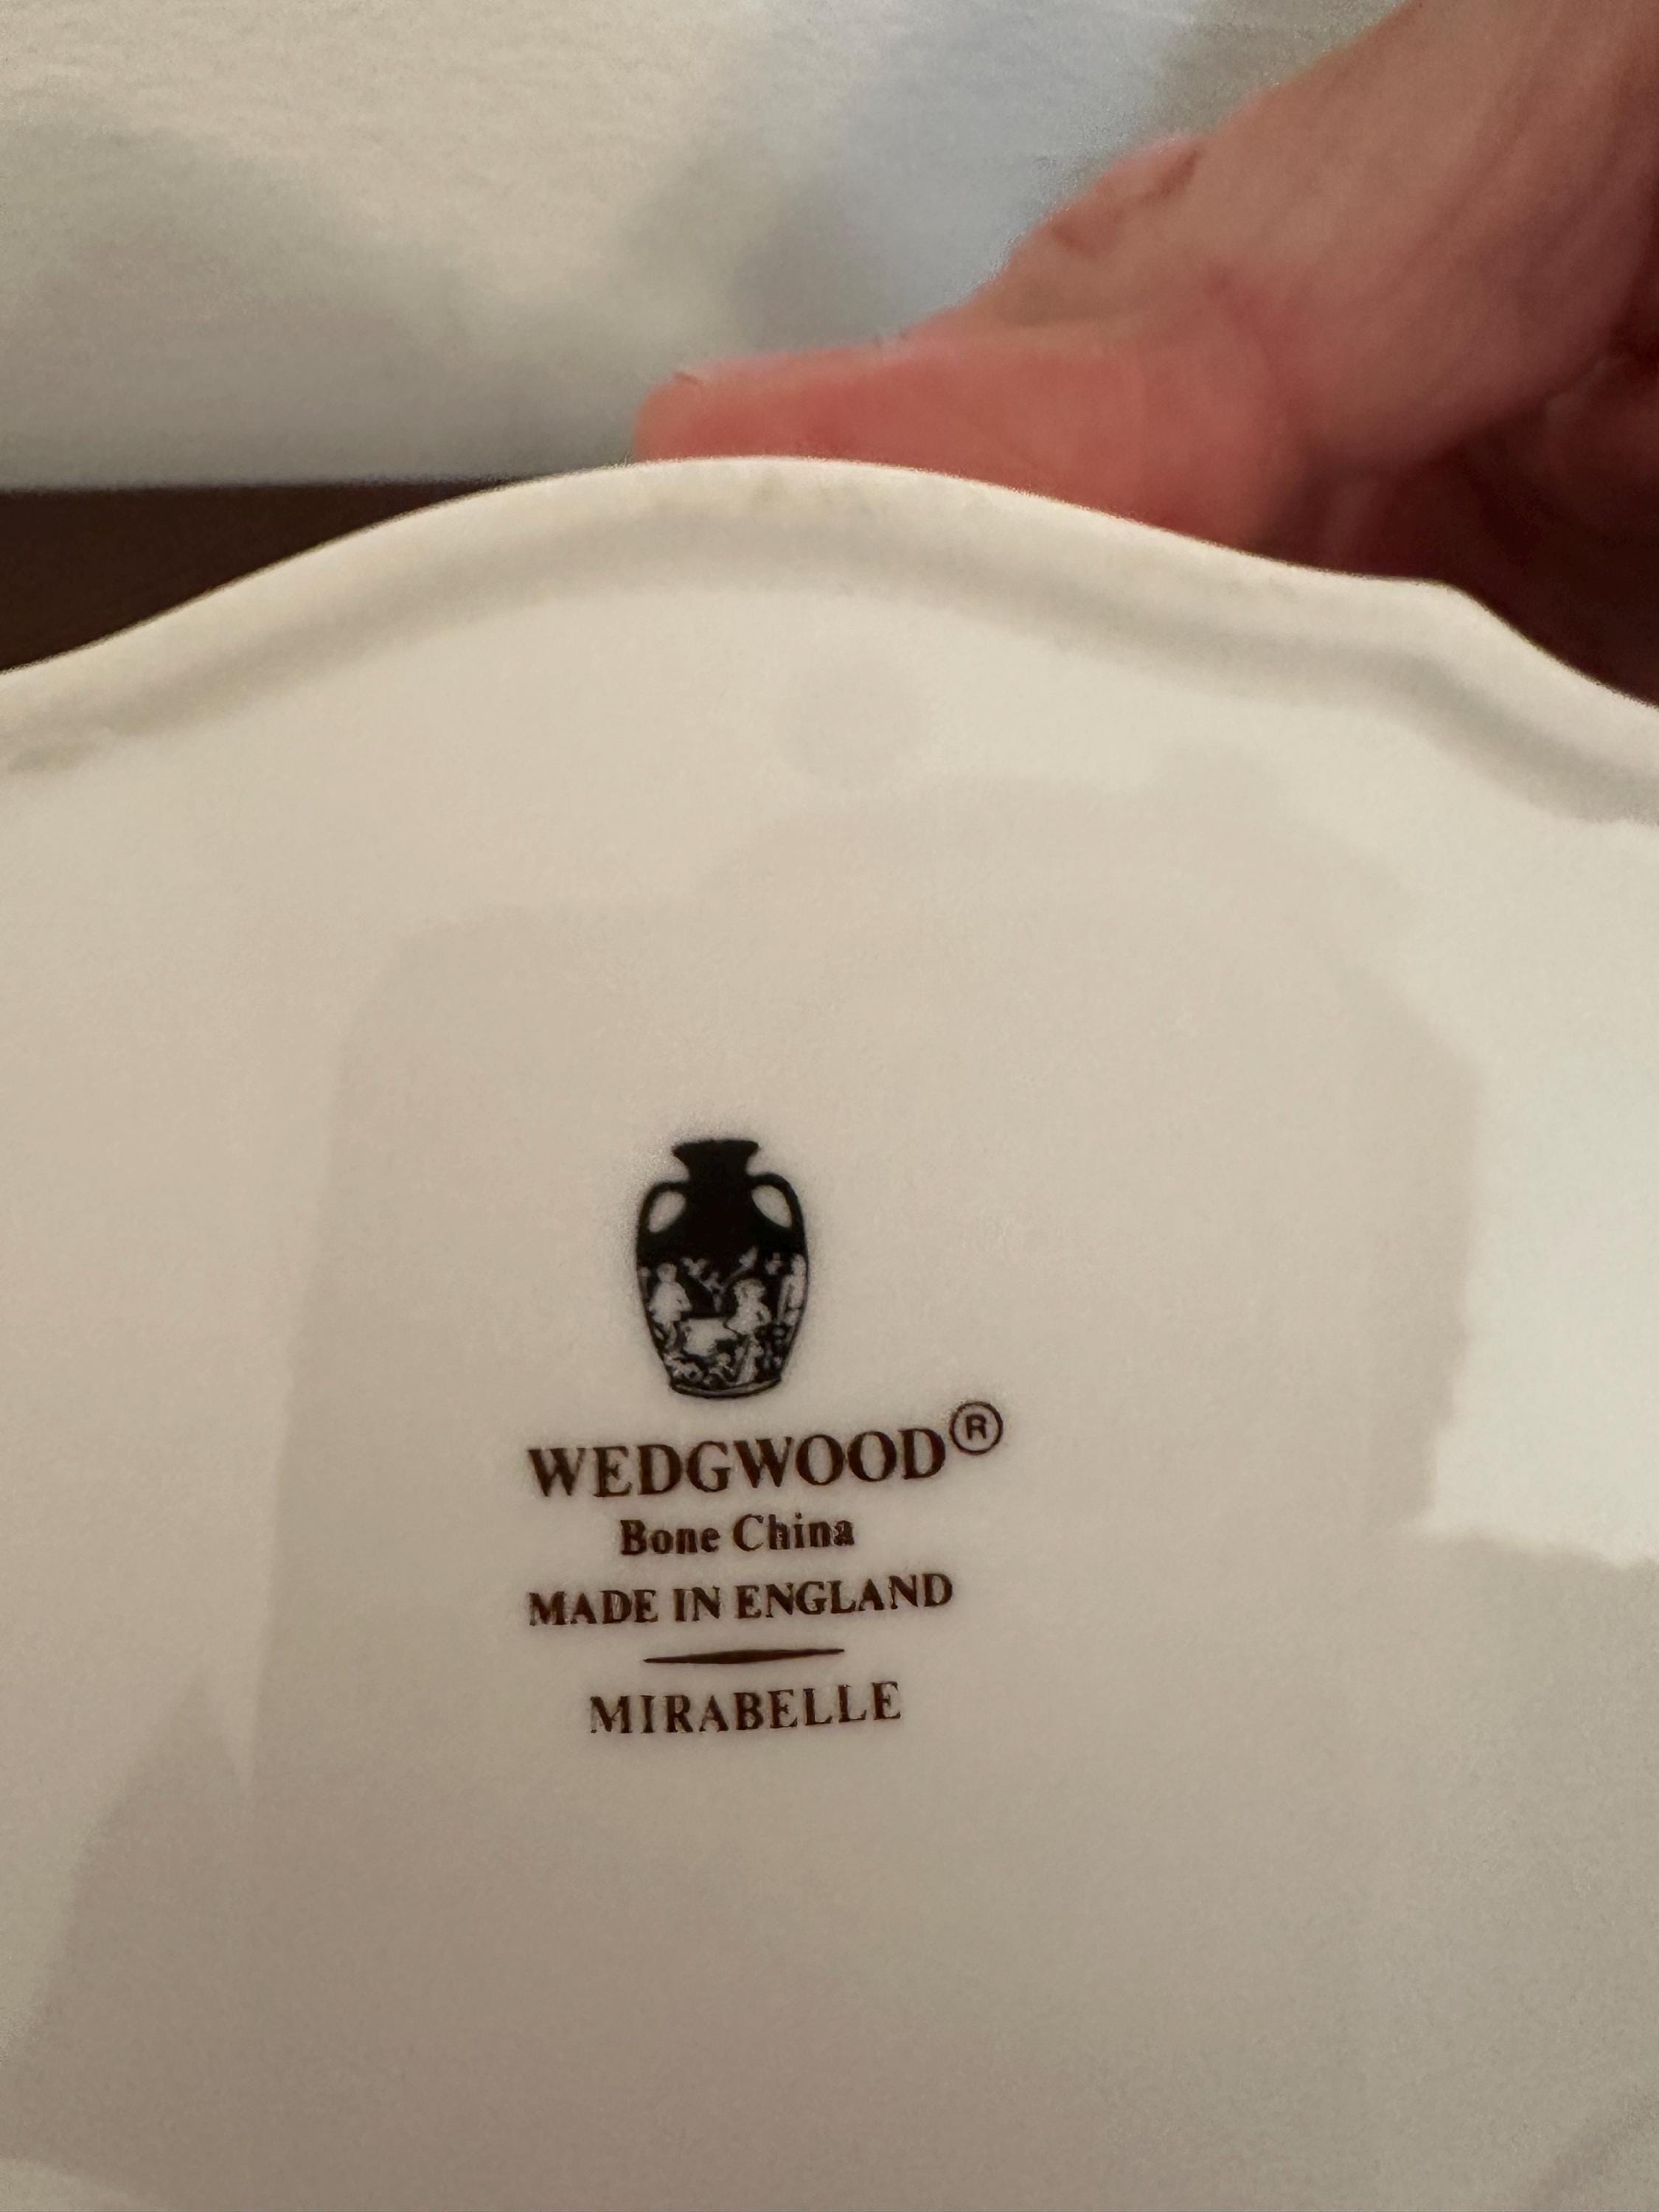 WEDGWOOD®
Bone China
MADE IN ENGLAND
MIRABELLE